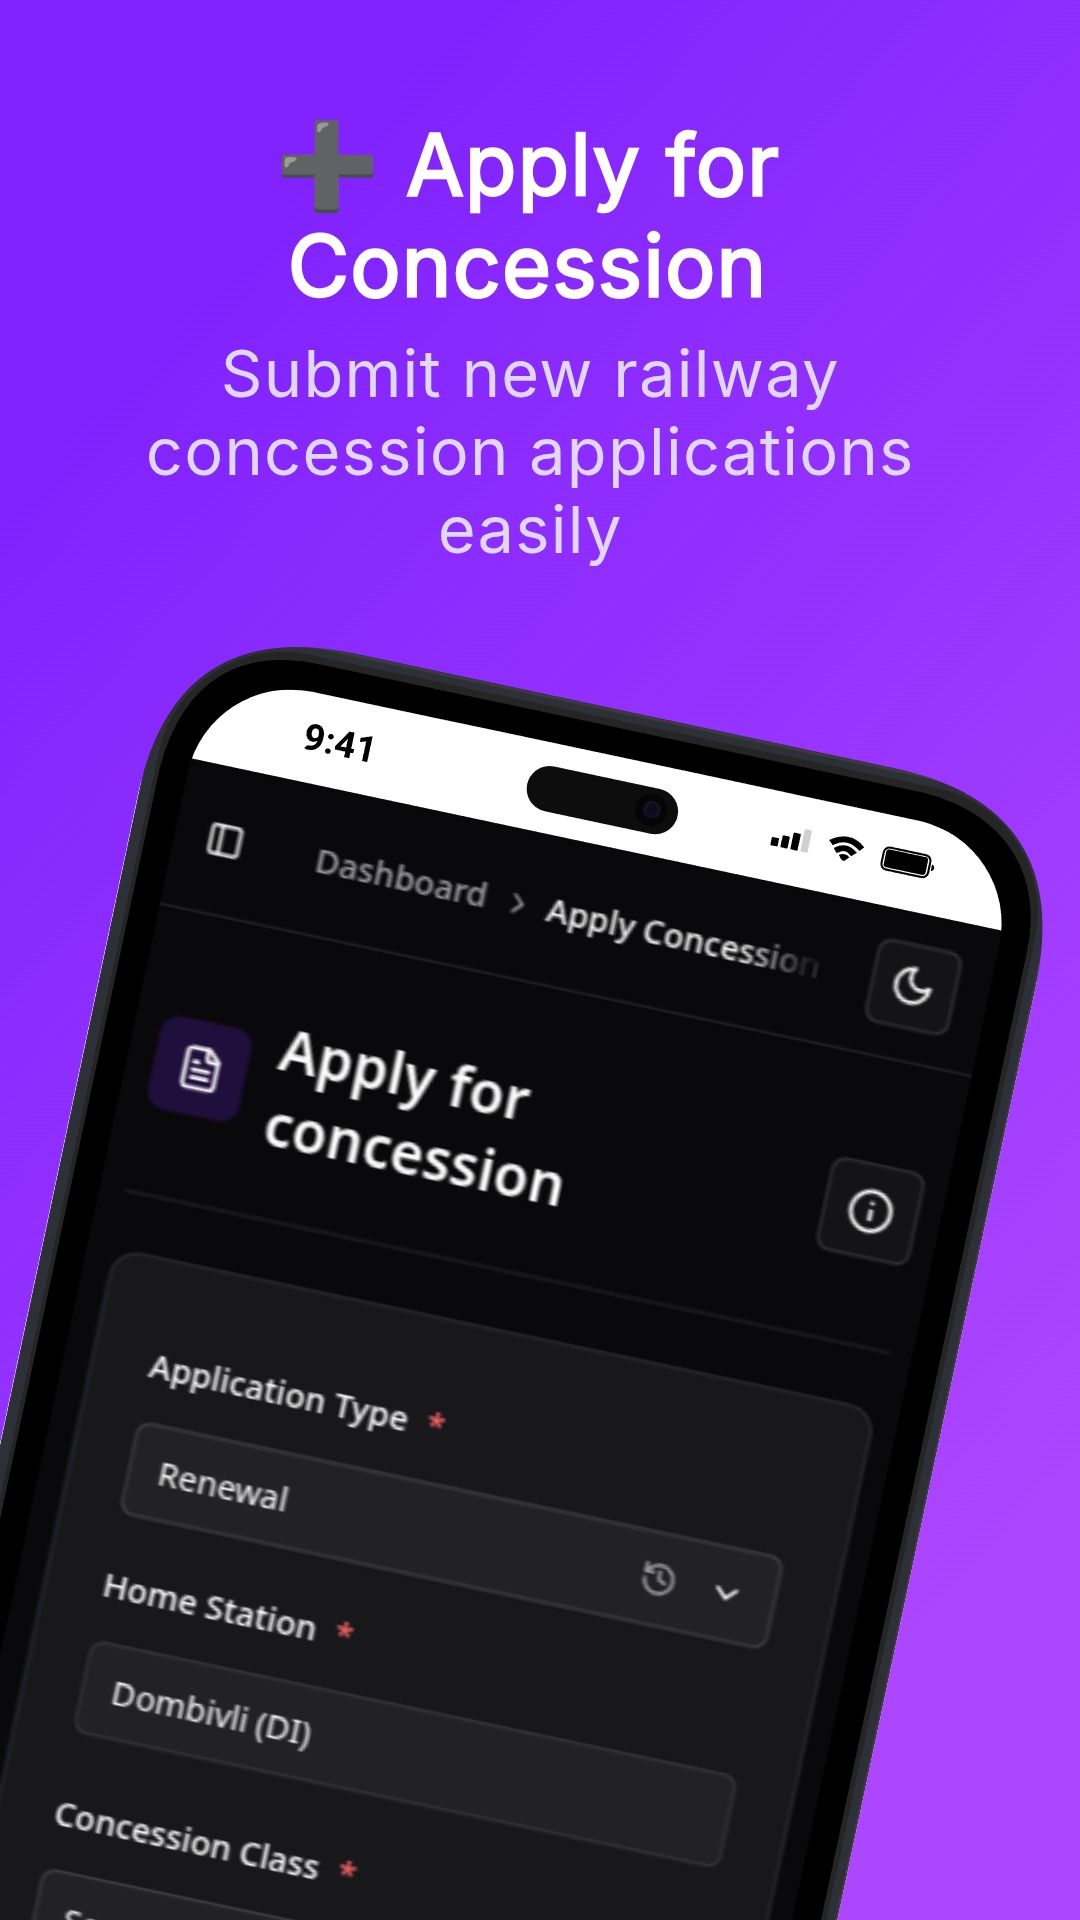 ➕ Apply for
Concession
Submit new railway
concession applications
easily
9:41
Dashboard > Apply Concession
Apply for
concession
Application Type *
Renewal
Home Station *
Dombivli (DI)
Concession Class *